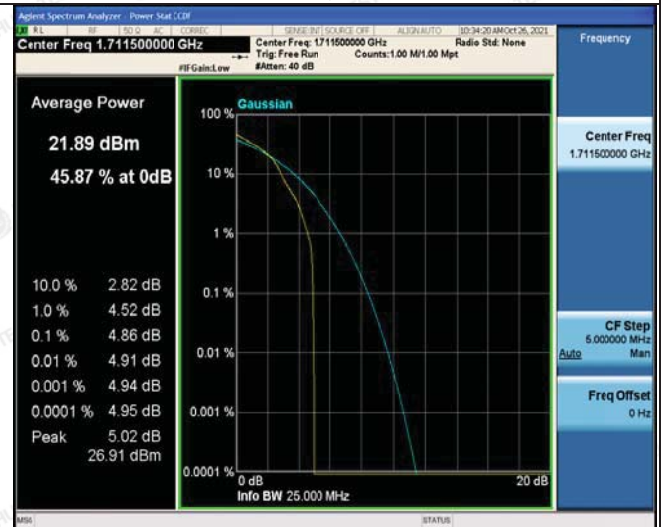 Agilent Spectrum Analyzer - Power Stat CCDF
RL RF 50 Ω AC CORREC SENSE:INT SOURCE OFF ALIGN AUTO 10:34:20 AM Oct 26, 2021
Center Freq 1.711500000 GHz
Center Freq: 1.711500000 GHz
Radio Std: None
Trig: Free Run Counts:1.00 M/1.00 Mpt
#IFGain:Low
#Atten: 40 dB
Frequency
Average Power
21.89 dBm
45.87 % at 0dB
10.0 % 2.82 dB
1.0 % 4.52 dB
0.1 % 4.86 dB
0.01 % 4.91 dB
0.001 % 4.94 dB
0.0001 % 4.95 dB
Peak 5.02 dB
26.91 dBm
Gaussian
100 %
10 %
1 %
0.1 %
0.01 %
0.001 %
0.0001 %
0 dB 20 dB
Info BW 25.000 MHz
Center Freq
1.711500000 GHz
CF Step
5.000000 MHz
Auto Man
Freq Offset
0 Hz
MSG STATUS